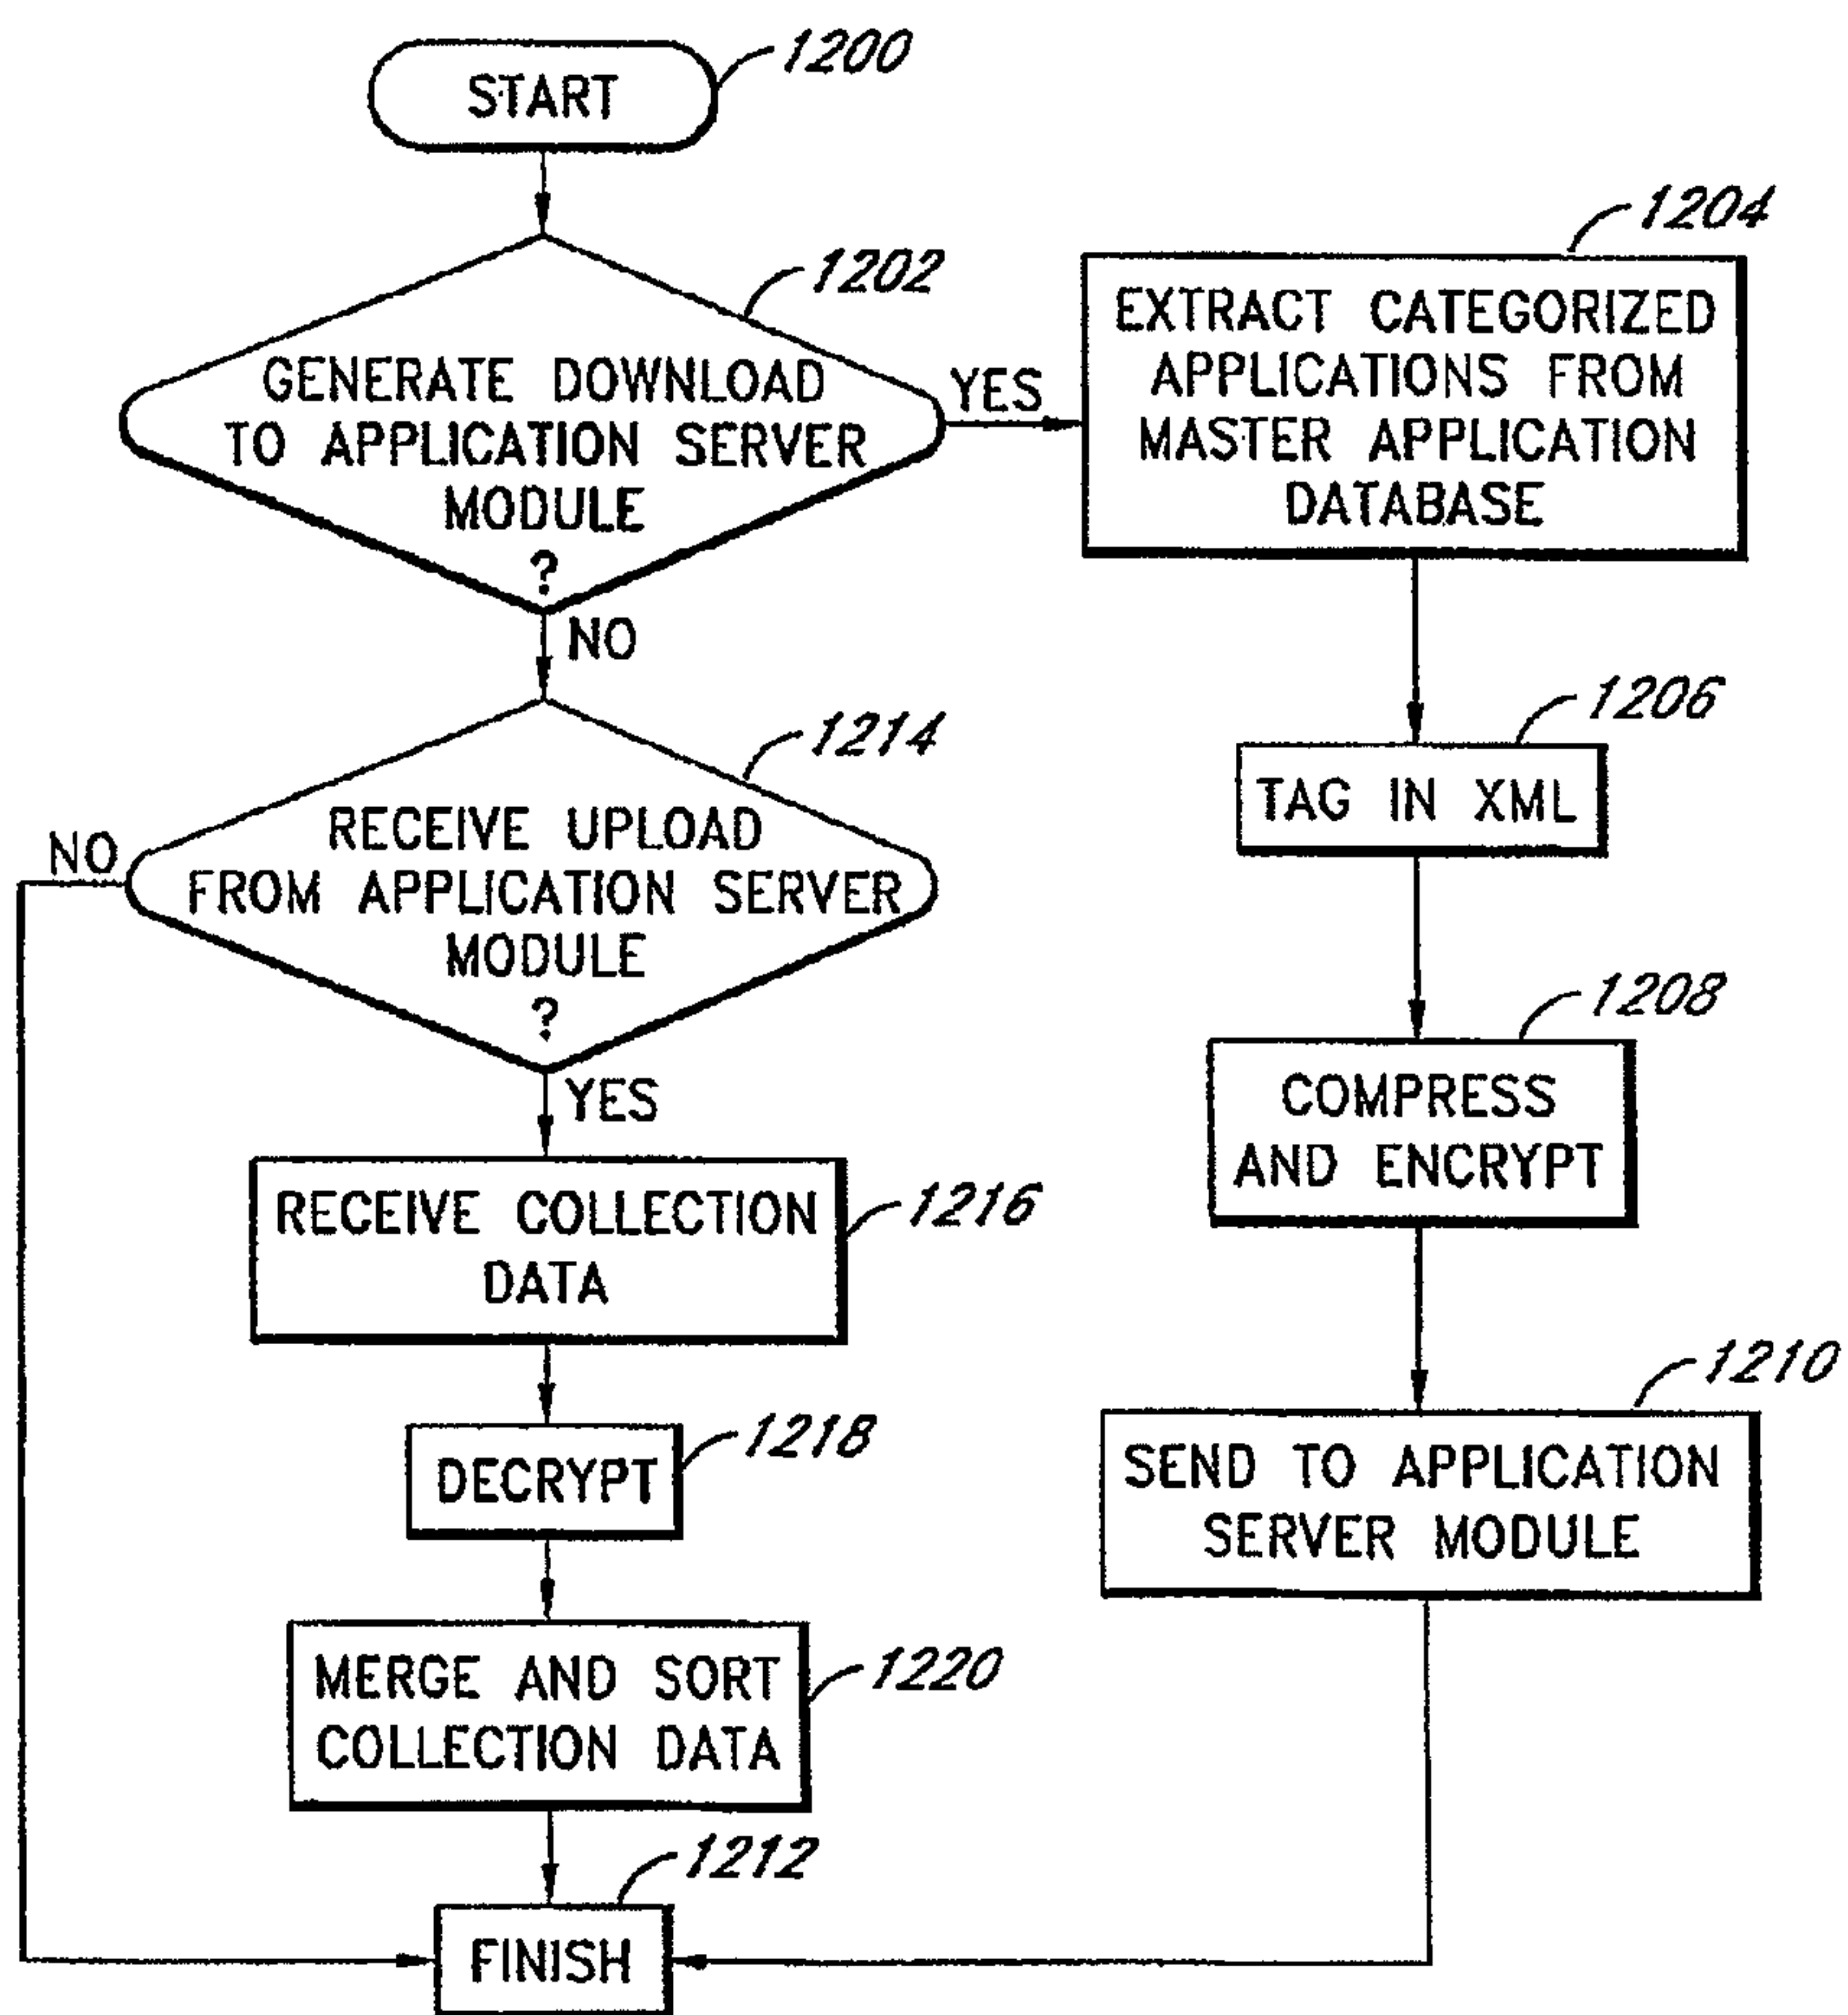 1200
START
1202
GENERATE DOWNLOAD
TO APPLICATION SERVER
MODULE
?
YES
NO
1204
EXTRACT CATEGORIZED
APPLICATIONS FROM
MASTER APPLICATION
DATABASE
1206
TAG IN XML
1208
COMPRESS
AND ENCRYPT
1210
SEND TO APPLICATION
SERVER MODULE
1214
RECEIVE UPLOAD
FROM APPLICATION SERVER
MODULE
?
NO
YES
1216
RECEIVE COLLECTION
DATA
1218
DECRYPT
1220
MERGE AND SORT
COLLECTION DATA
1212
FINISH